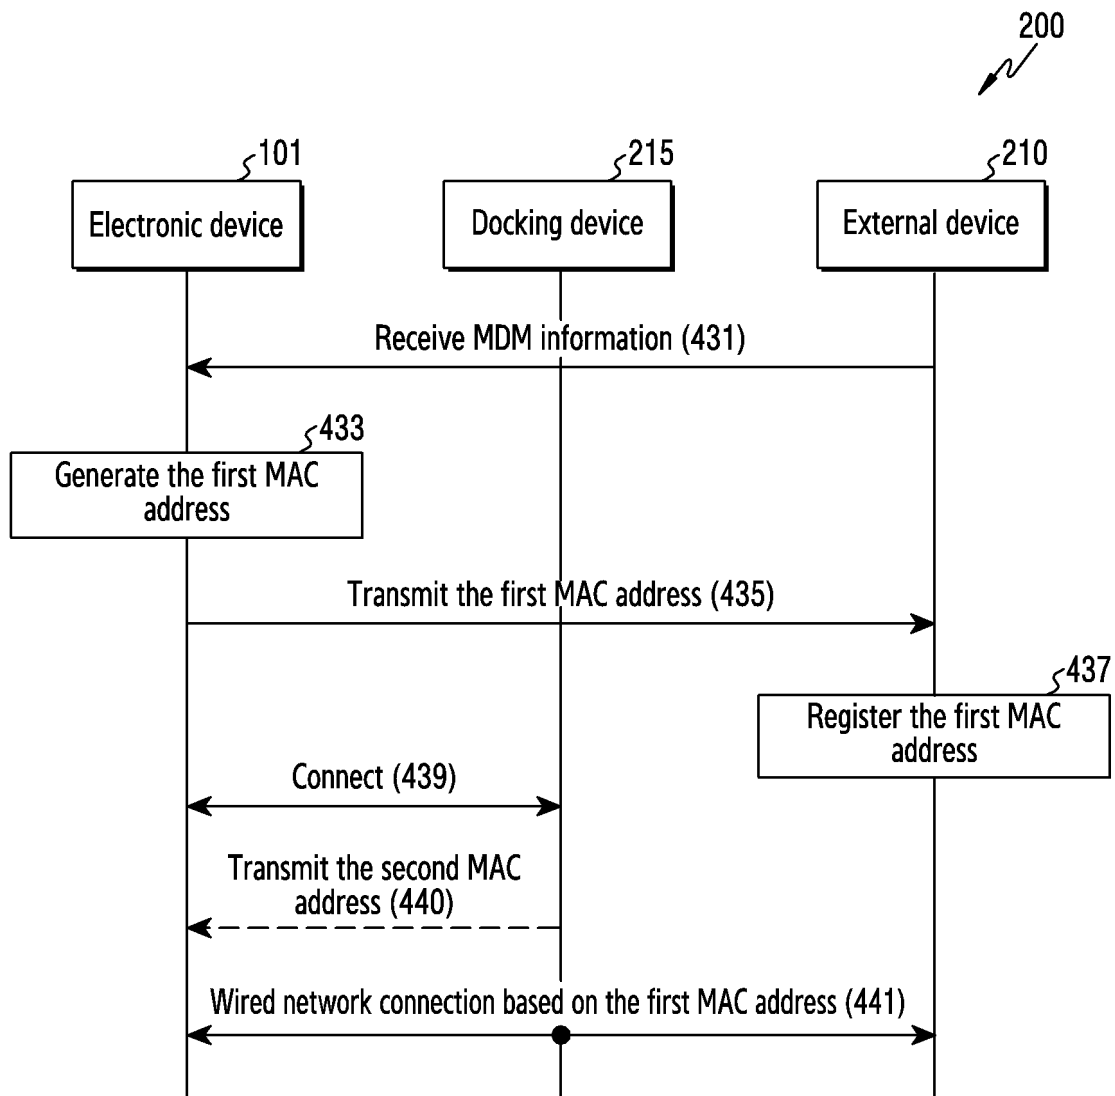 200
101
215
210
Electronic device
Docking device
External device
Receive MDM information (431)
433
Generate the first MAC
address
Transmit the first MAC address (435)
437
Register the first MAC
address
Connect (439)
Transmit the second MAC
address (440)
Wired network connection based on the first MAC address (441)